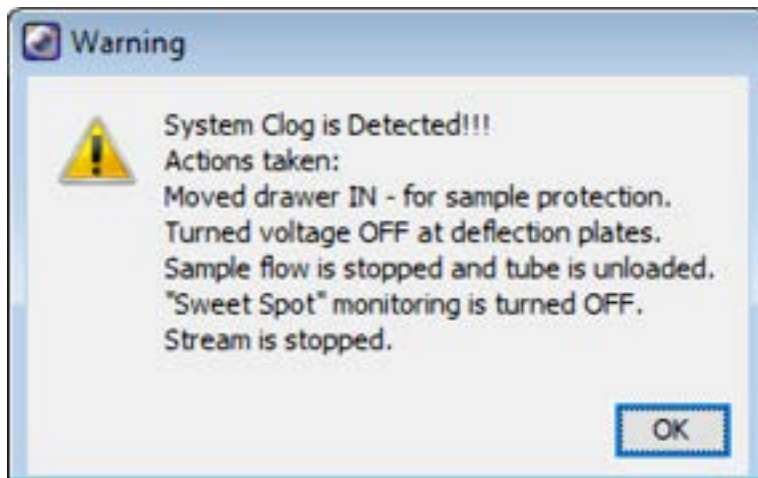 Warning
System Clog is Detected!!!
Actions taken:
Moved drawer IN - for sample protection.
Turned voltage OFF at deflection plates.
Sample flow is stopped and tube is unloaded.
"Sweet Spot" monitoring is turned OFF.
Stream is stopped.
OK